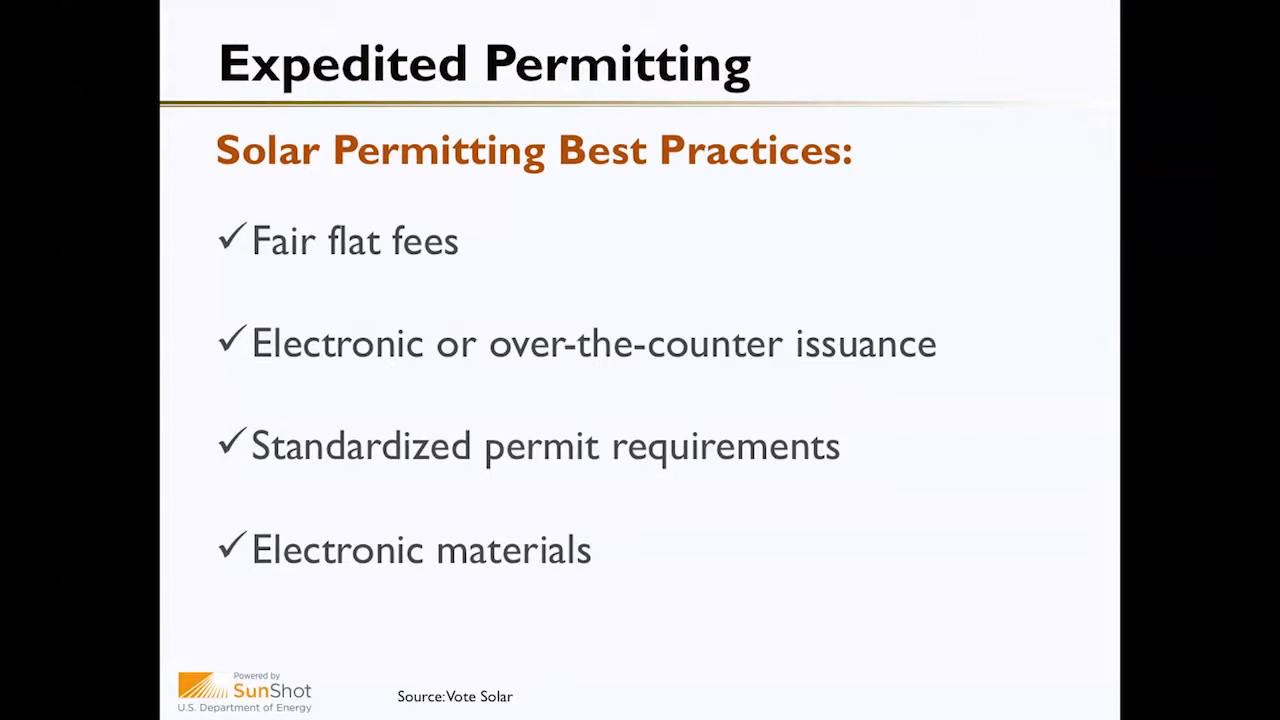 Expedited Permitting
Solar Permitting Best Practices:
✓Fair flat fees
✓Electronic or over-the-counter issuance
✓Standardized permit requirements
✓Electronic materials
Powered by
SunShot
U.S. Department of Energy
Source: Vote Solar